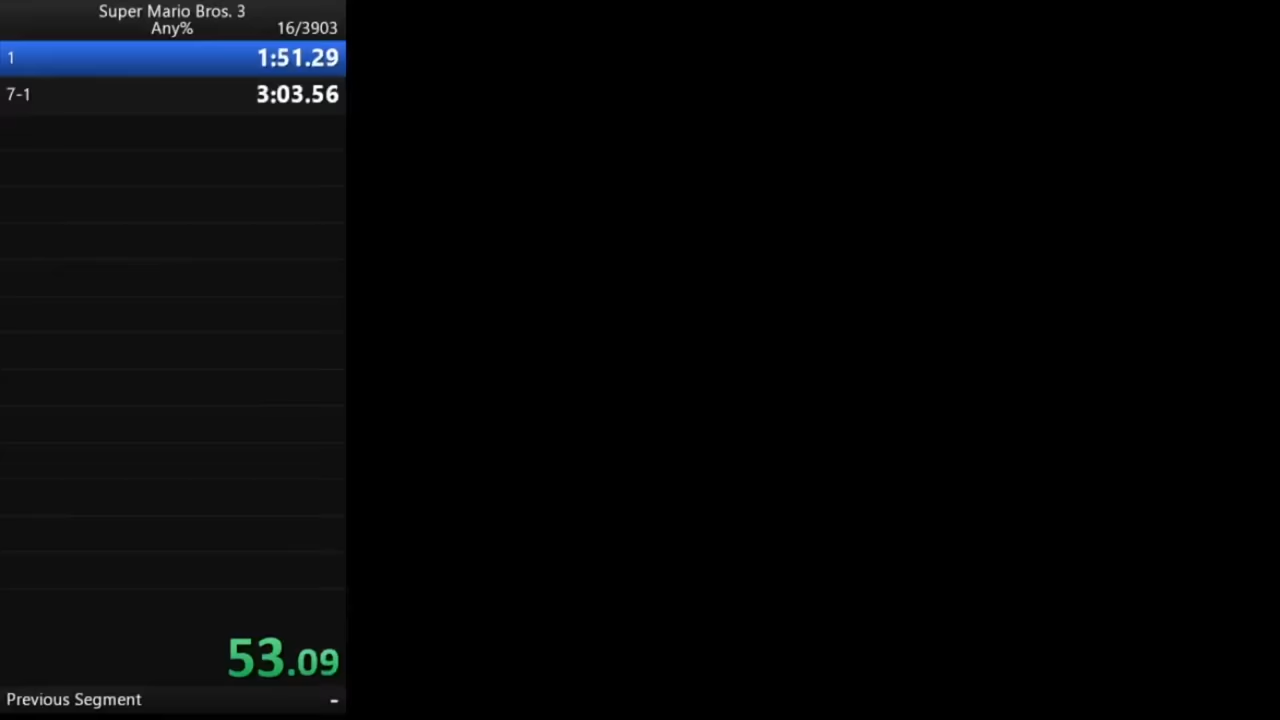 Super Mario Bros. 3
Any% 16/3903
1 1:51.29
7-1 3:03.56
53.09
Previous Segment -